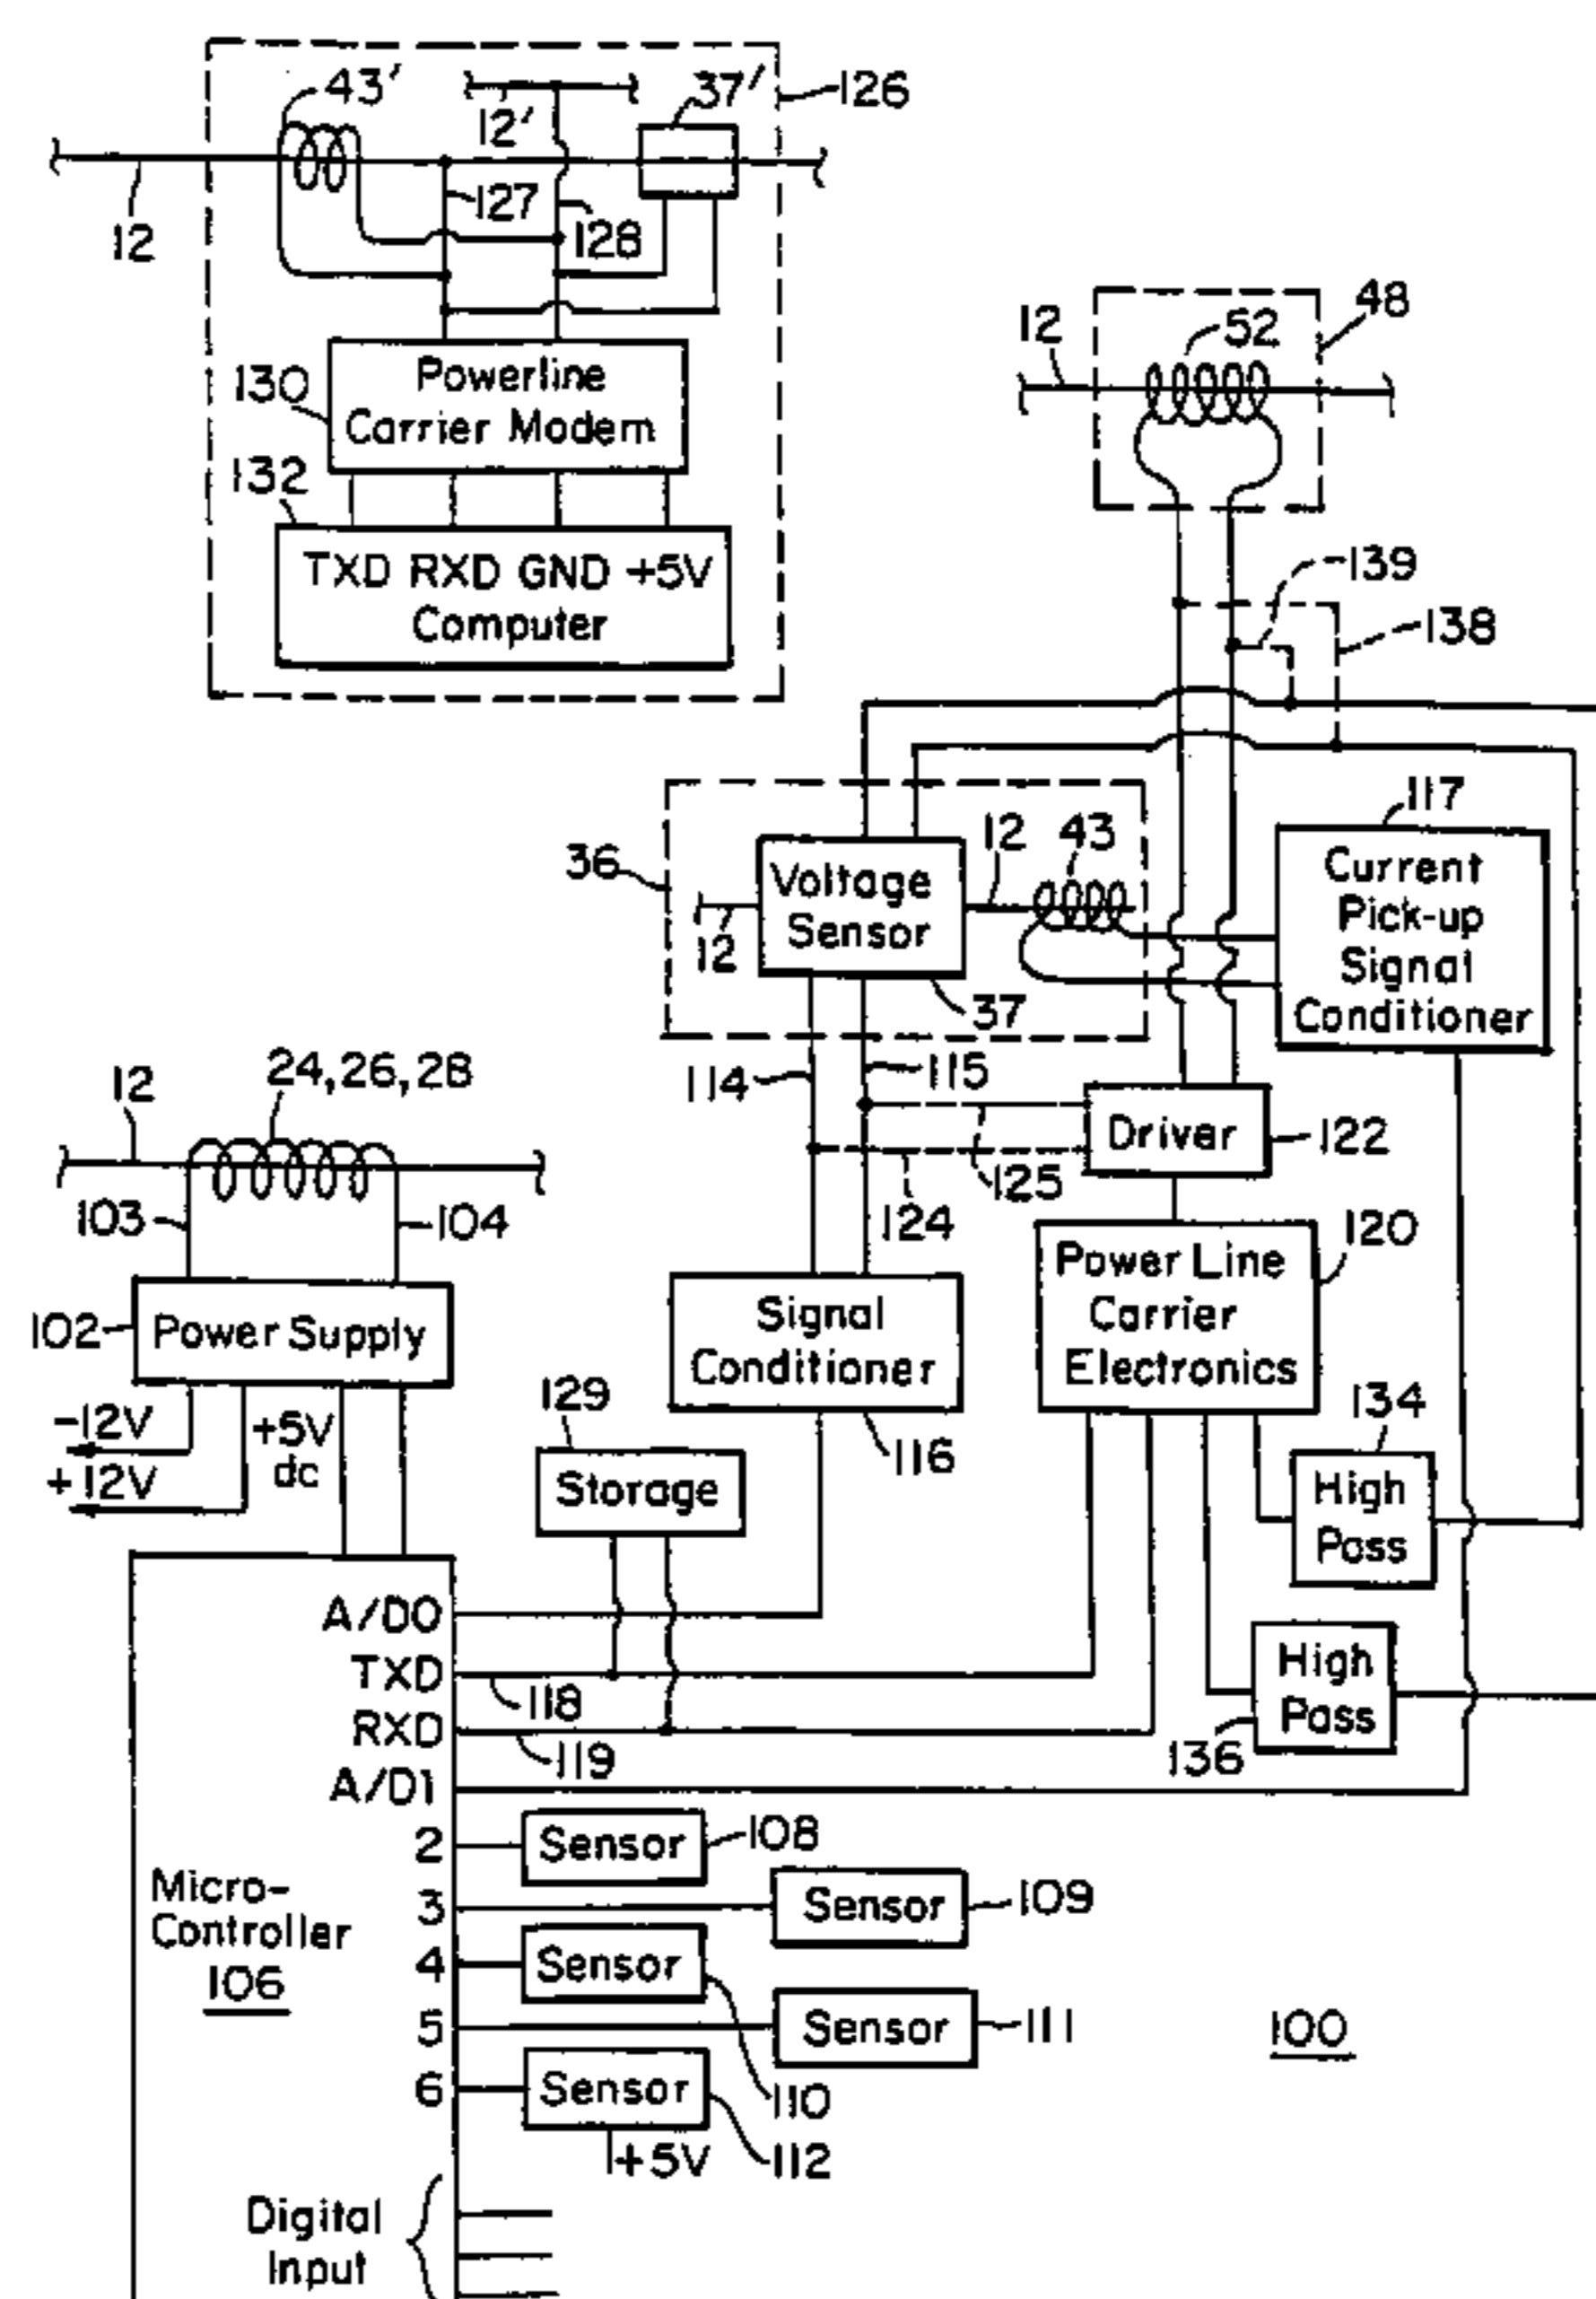 43'
12'
37'
126
12
127
128
130
Powerline
Carrier Modem
132
TXD RXD GND +5V
Computer
12
52
48
139
138
117
36
Voltage
Sensor
12
43
12
37
Current
Pick-up
Signal
Conditioner
12
24,26,28
114
115
Driver
122
125
124
103
104
120
Power Line
Carrier
Electronics
102
Power Supply
Signal
Conditioner
116
-12V
+12V
+5V
dc
129
Storage
134
High
Pass
A/D0
TXD
118
RXD
119
A/D1
High
Pass
136
2
Sensor
108
3
Sensor
109
Micro-
Controller
106
4
Sensor
110
5
Sensor
111
100
6
Sensor
112
+5V
Digital
Input